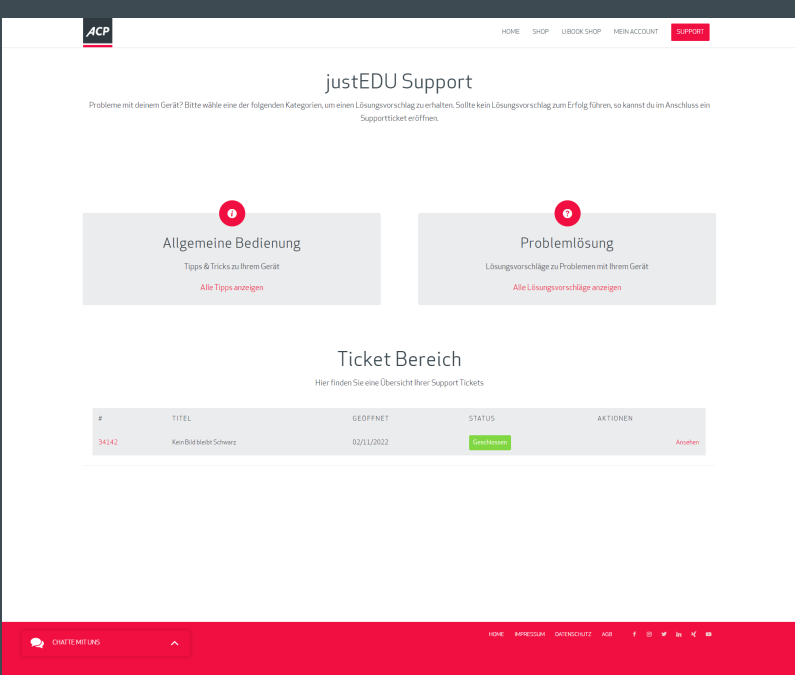 ACP
HOME SHOP U:BOOK SHOP MEIN ACCOUNT SUPPORT
justEDU Support
Probleme mit deinem Gerät? Bitte wähle eine der folgenden Kategorien, um einen Lösungsvorschlag zu erhalten. Sollte kein Lösungsvorschlag zum Erfolg führen, so kannst du im Anschluss ein
Supportticket eröffnen.
Allgemeine Bedienung
Tipps & Tricks zu Ihrem Gerät
Alle Tipps anzeigen
Problemlösung
Lösungsvorschläge zu Problemen mit Ihrem Gerät
Alle Lösungsvorschläge anzeigen
Ticket Bereich
Hier finden Sie eine Übersicht Ihrer Support Tickets
# TITEL GEÖFFNET STATUS AKTIONEN
34142 Kein Bild bleibt Schwarz 02/11/2022 Geschlossen Ansehen
CHATTE MIT UNS
HOME IMPRESSUM DATENSCHUTZ AGB